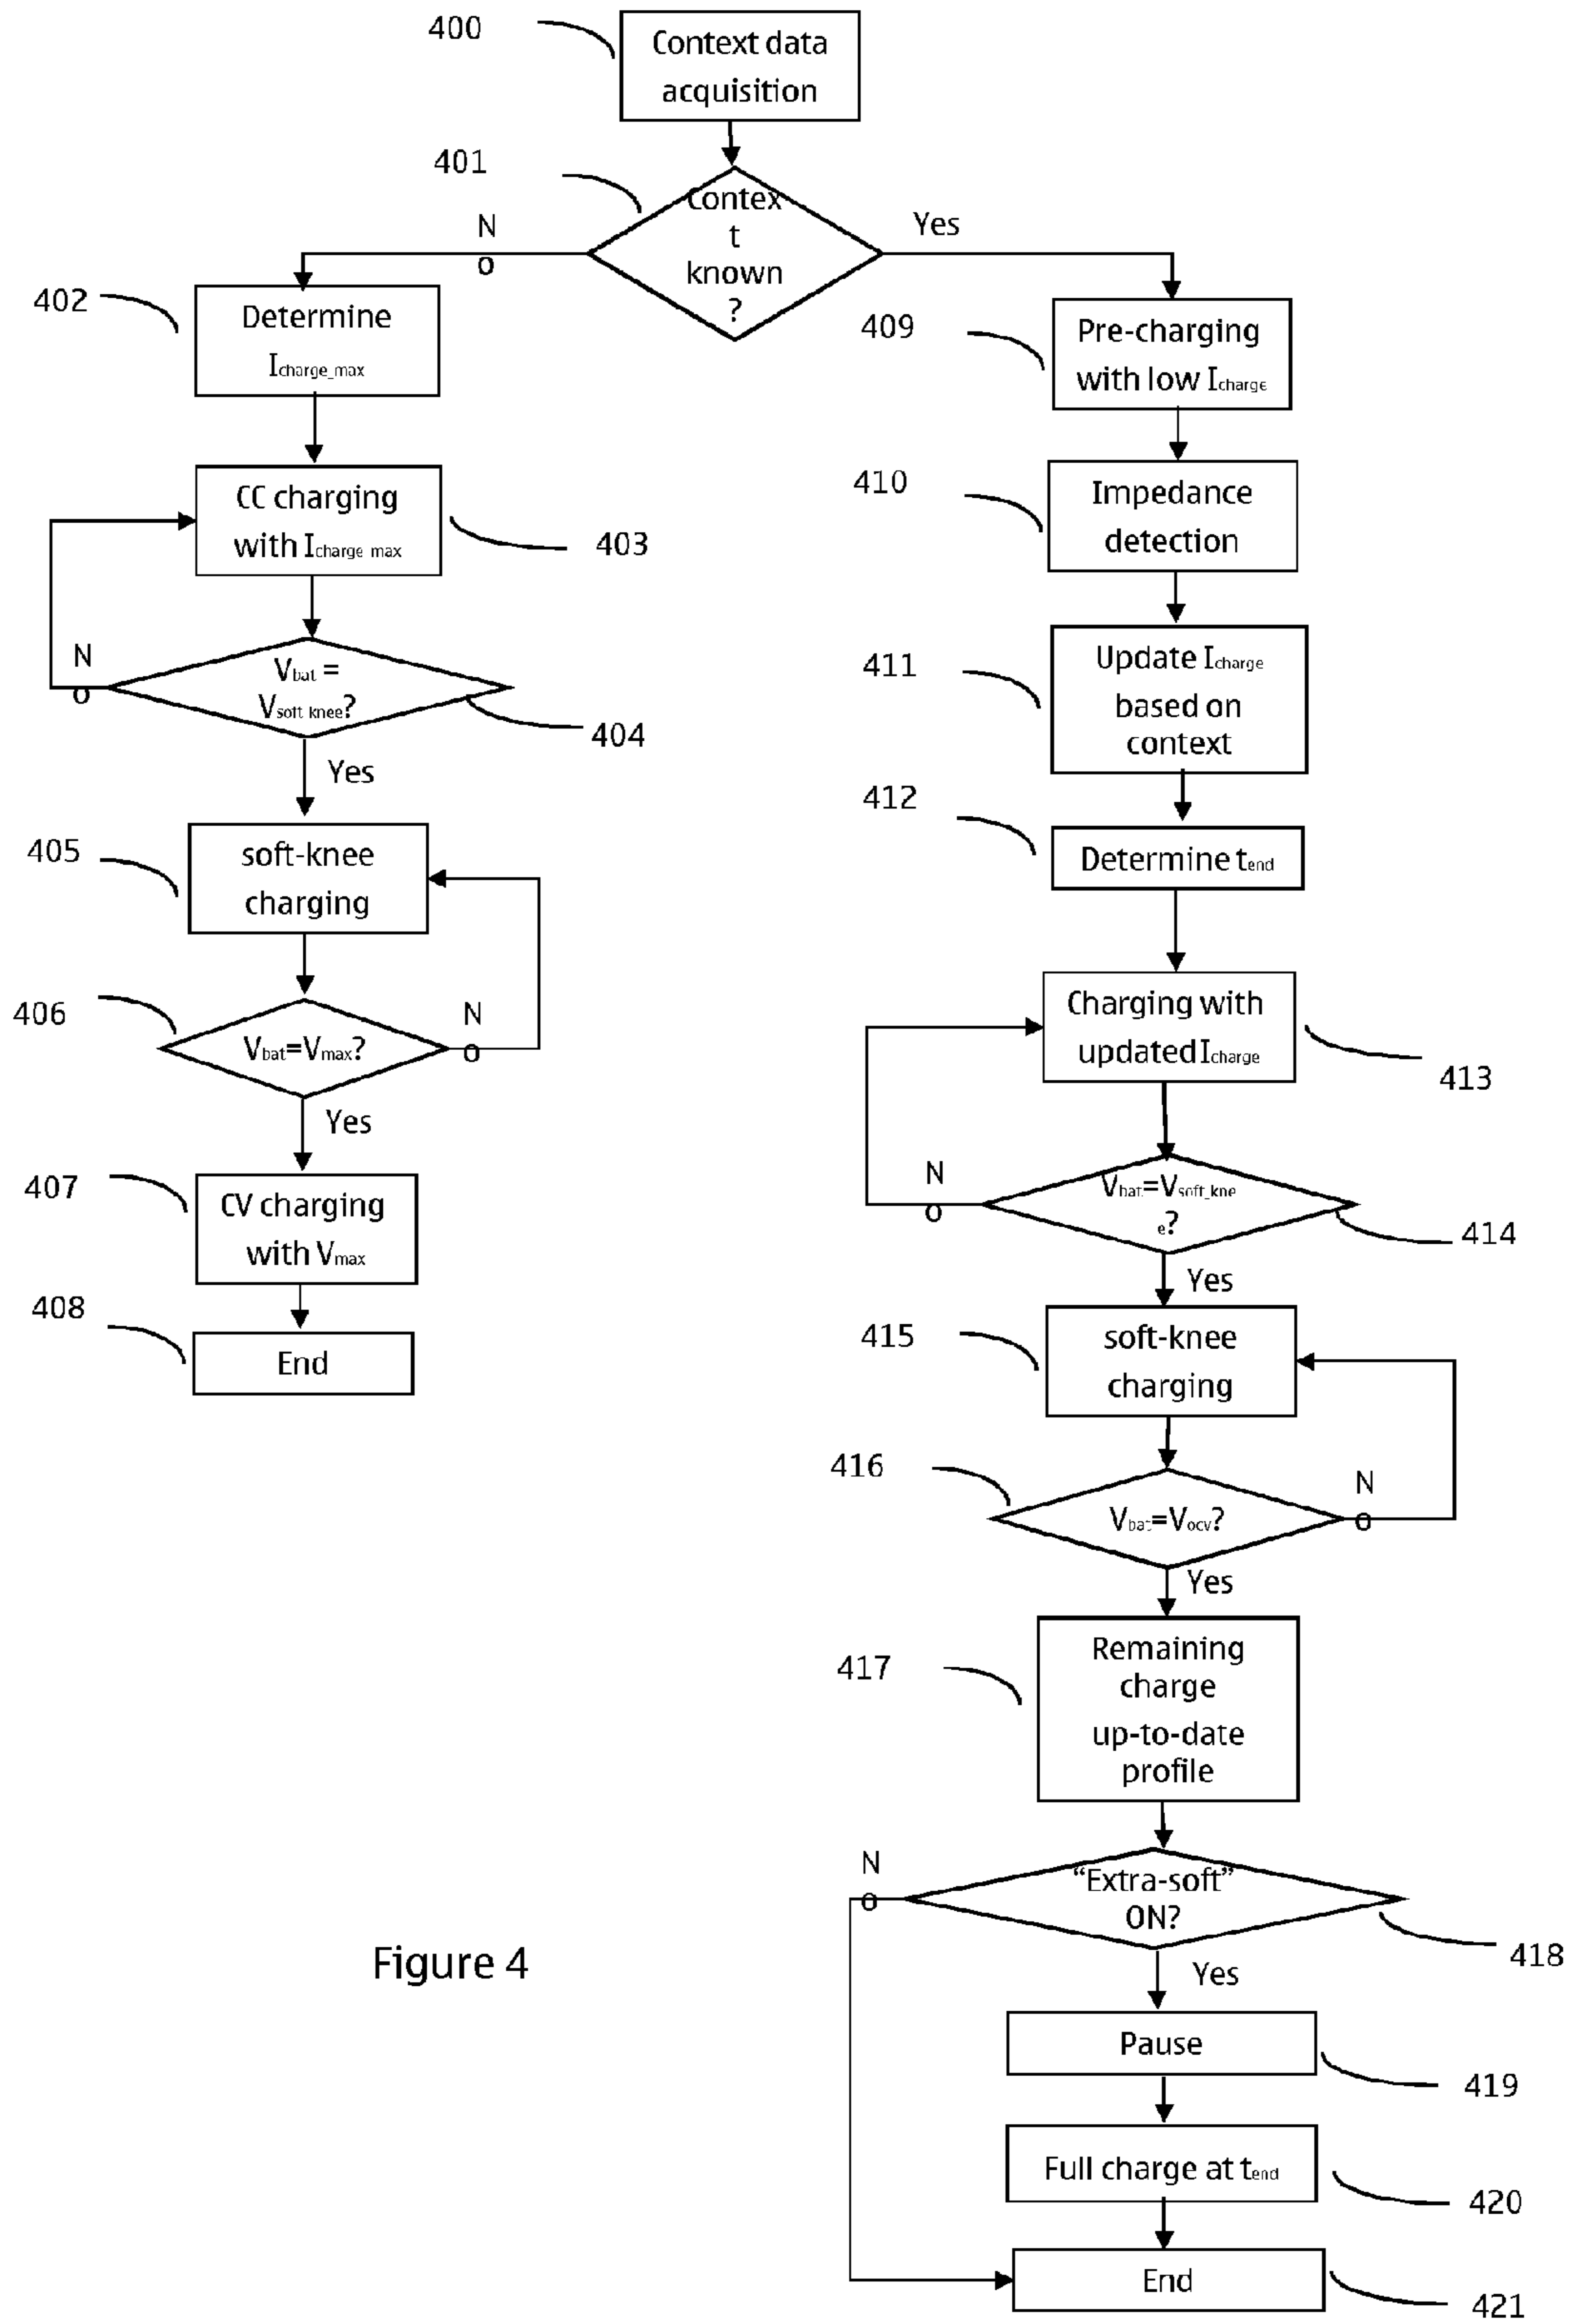 400
Context data
acquisition
401
Contex
t
known
?
N
o
Yes
402
Determine
Icharge_max
CC charging
with Icharge max
403
N
o
Vbat =
Vsoft knee?
404
Yes
405
soft-knee
charging
406
Vbat=Vmax?
N
o
Yes
407
CV charging
with Vmax
408
End
409
Pre-charging
with low Icharge
410
Impedance
detection
411
Update Icharge
based on
context
412
Determine tend
Charging with
updated Icharge
413
N
o
Vbat=Vsoft_kne
e?
414
Yes
415
soft-knee
charging
416
Vbat=Vocv?
N
o
Yes
417
Remaining
charge
up-to-date
profile
N
o
“Extra-soft”
ON?
418
Yes
Pause
419
Full charge at tend
420
End
421
Figure 4